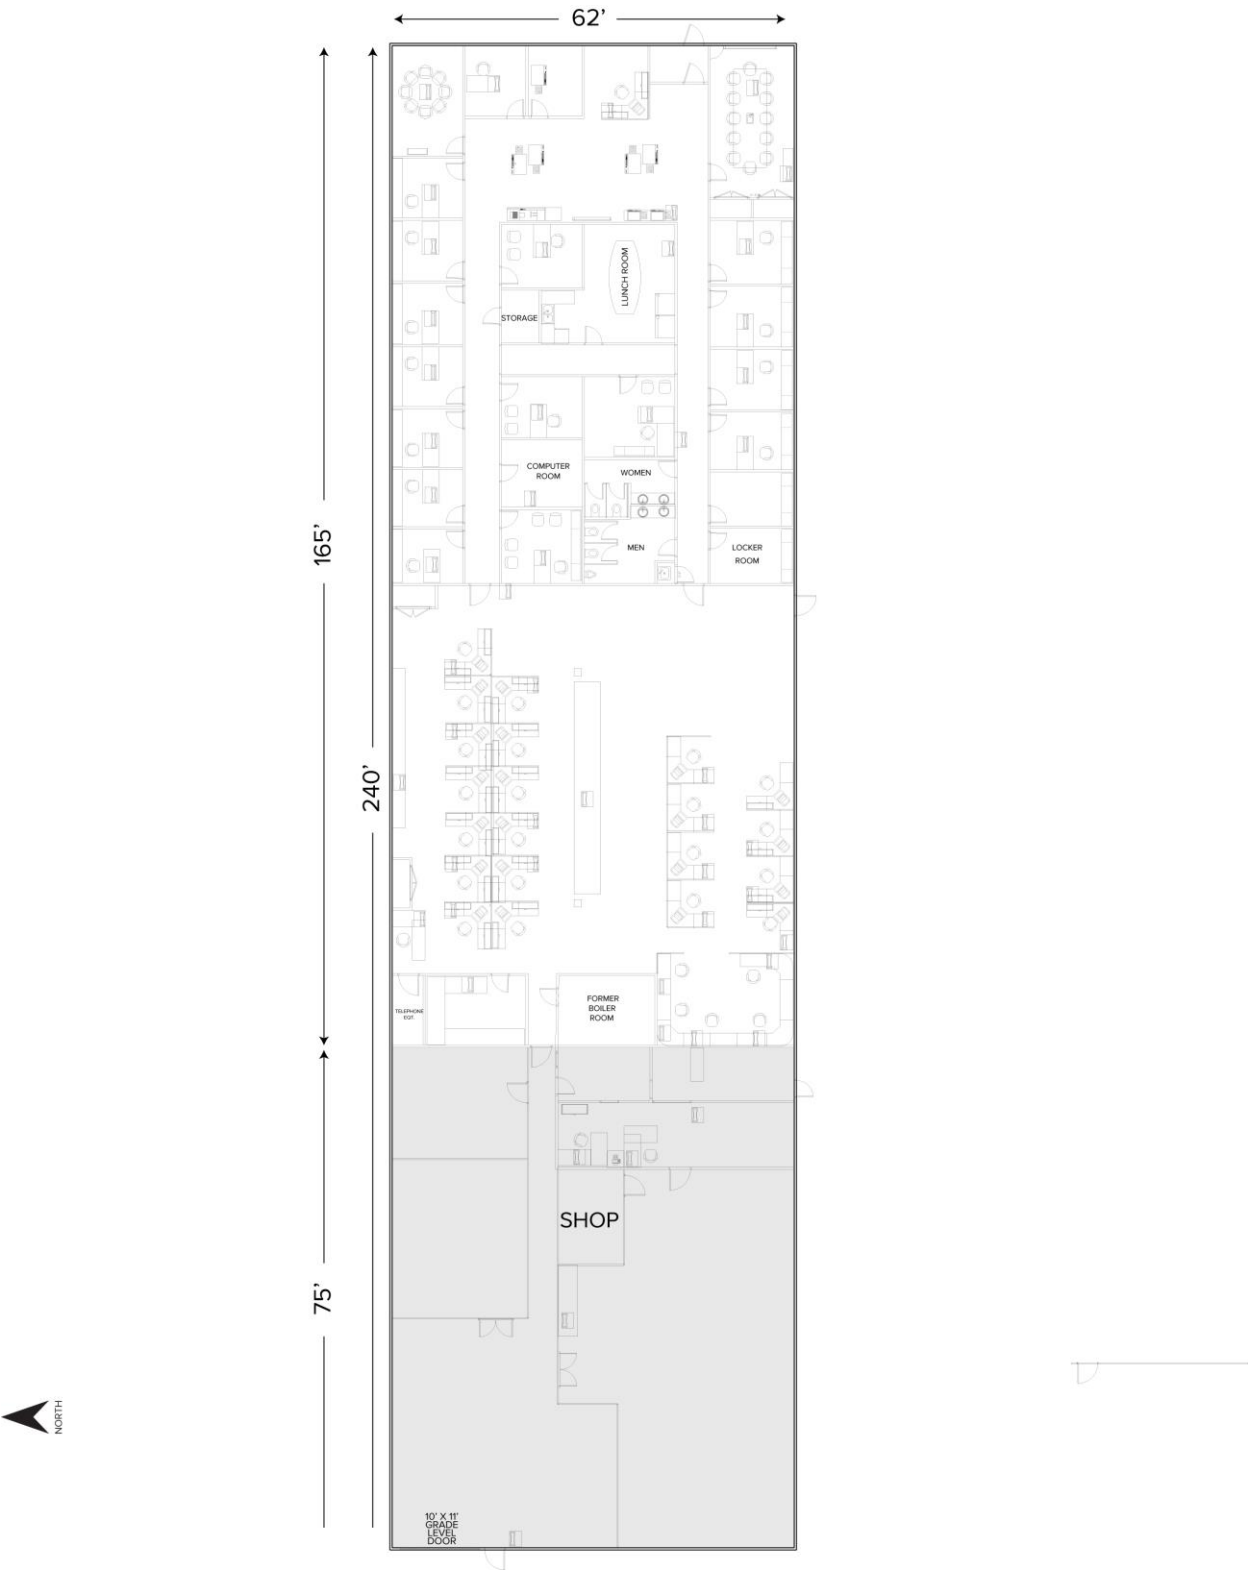 62’
LUNCH ROOM
STORAGE
COMPUTER
ROOM
WOMEN
MEN
LOCKER
ROOM
165’
240’
TELEPHONE
EQT.
FORMER
BOILER
ROOM
SHOP
75’
NORTH
10’ X 11’
GRADE
LEVEL
DOOR